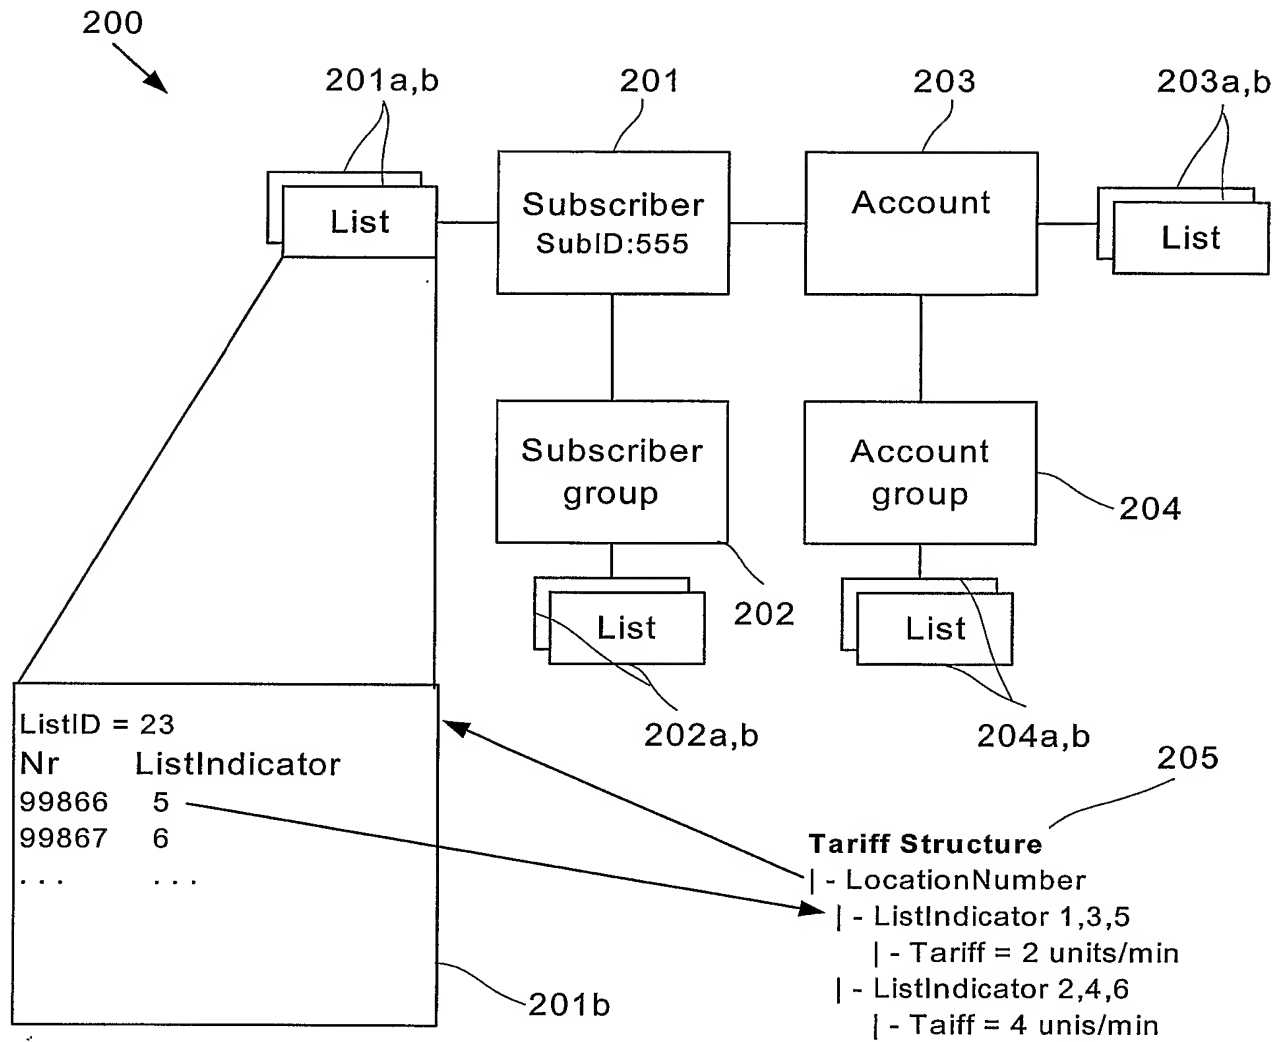 200
201a,b
201
203
203a,b
List
Subscriber
SubID:555
Account
List
Subscriber
group
Account
group
204
List
202
List
202a,b
204a,b
205
ListID = 23
Nr ListIndicator
99866 5
99867 6
... ...
201b
Tariff Structure
|- LocationNumber
|- ListIndicator 1,3,5
|- Tariff = 2 units/min
|- ListIndicator 2,4,6
|- Taiff = 4 unis/min